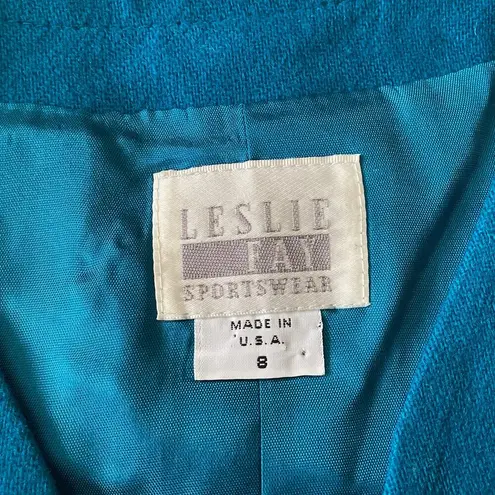 LESLIE
FAY
SPORTSWEAR
MADE IN
U.S.A.
8